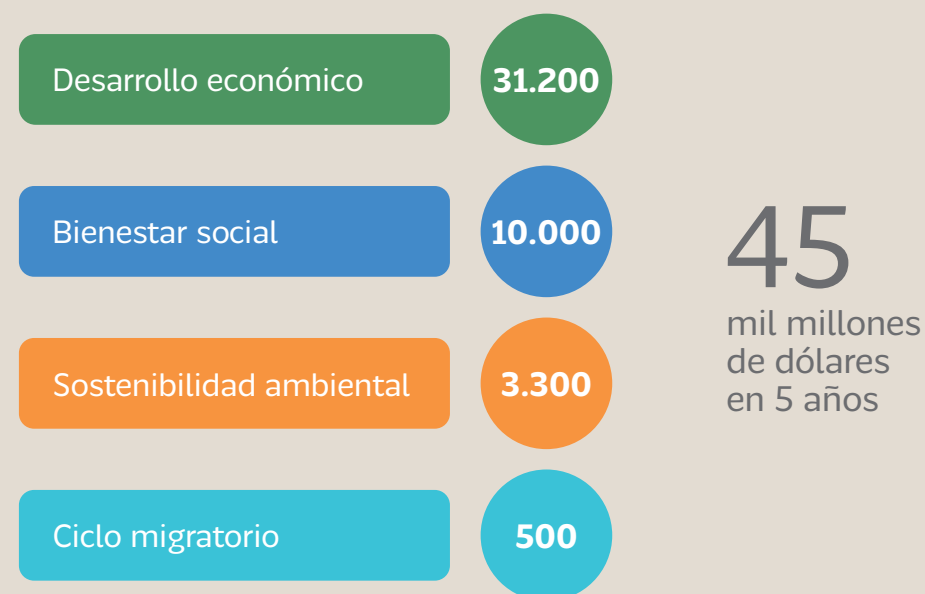 Desarrollo económico
31.200
Bienestar social
10.000
Sostenibilidad ambiental
3.300
Ciclo migratorio
500
45
mil millones
de dólares
en 5 años